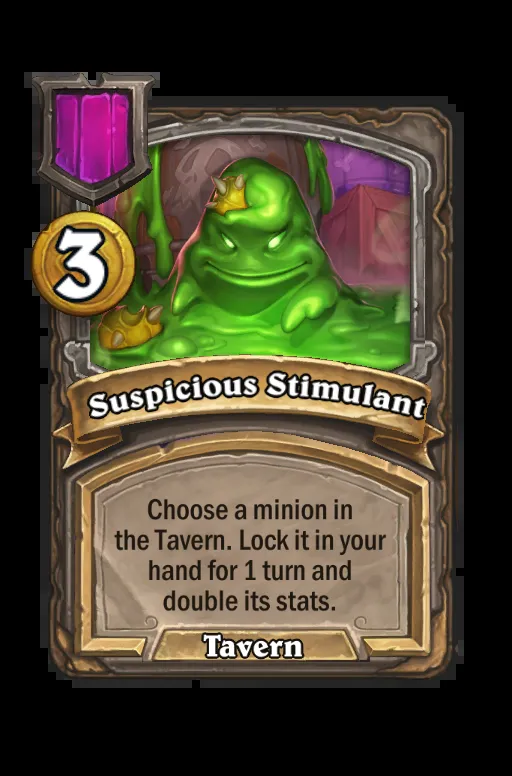 3
Suspicious Stimulant
Choose a minion in
the Tavern. Lock it in your
hand for 1 turn and
double its stats.
Tavern